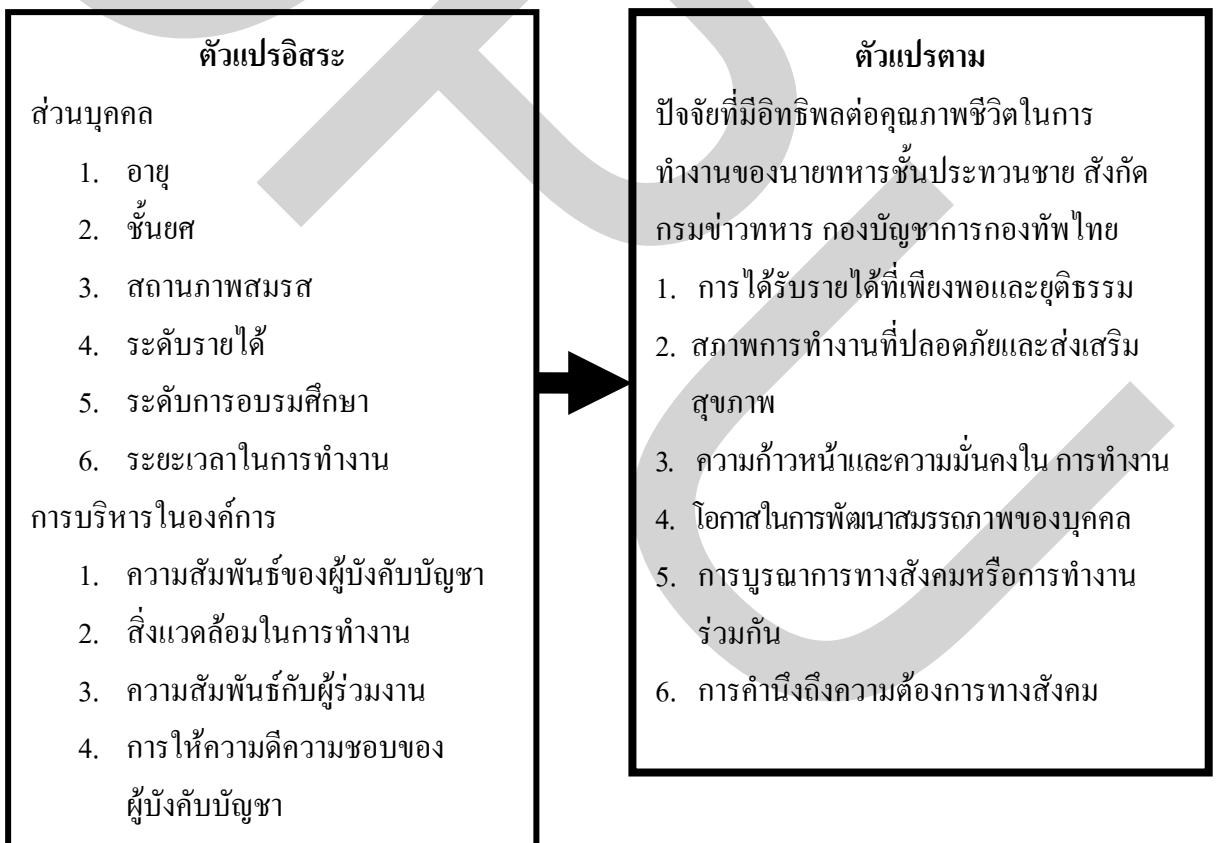 ตัวแปรอิสระ
ส่วนบุคคล
1. อายุ
2. ชั้นยศ
3. สถานภาพสมรส
4. ระดับรายได้
5. ระดับการอบรมศึกษา
6. ระยะเวลาในการทำงาน
การบริหารในองค์การ
1. ความสัมพันธ์ของผู้บังคับบัญชา
2. สิ่งแวดล้อมในการทำงาน
3. ความสัมพันธ์กับผู้ร่วมงาน
4. การให้ความดีความชอบของ
ผู้บังคับบัญชา
ตัวแปรตาม
ปัจจัยที่มีอิทธิพลต่อคุณภาพชีวิตในการ
ทำงานของนายทหารชั้นประทวนชาย สังกัด
กรมข่าวทหาร กองบัญชาการกองทัพไทย
1. การได้รับรายได้ที่เพียงพอและยุติธรรม
2. สภาพการทำงานที่ปลอดภัยและส่งเสริม
สุขภาพ
3. ความก้าวหน้าและความมั่นคงใน การทำงาน
4. โอกาสในการพัฒนาสมรรถภาพของบุคคล
5. การบูรณาการทางสังคมหรือการทำงาน
ร่วมกัน
6. การคำนึงถึงความต้องการทางสังคม